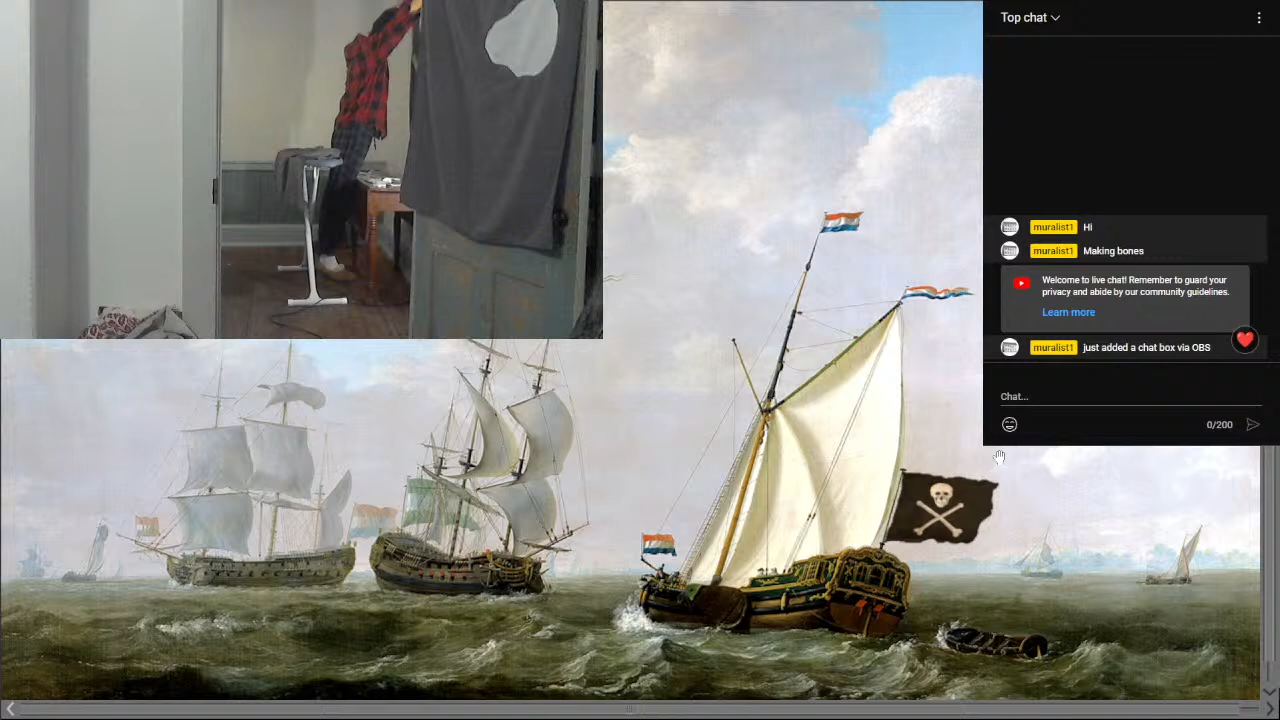 Top chat
muralist1 Hi
muralist1 Making bones
Welcome to live chat! Remember to guard your
privacy and abide by our community guidelines.
Learn more
muralist1 just added a chat box via OBS
Chat...
0/200